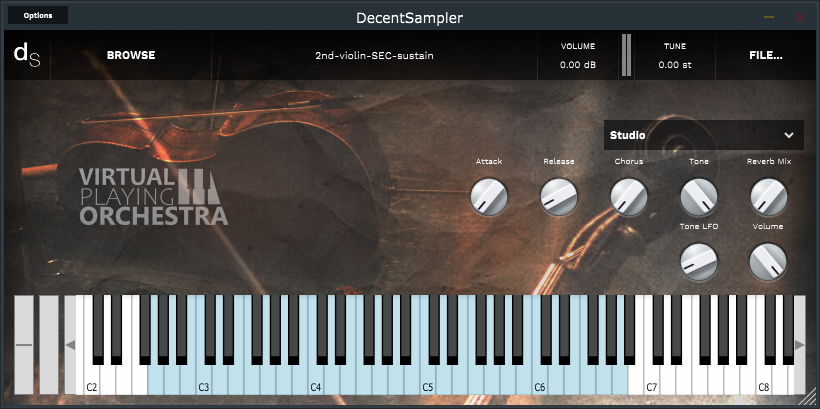 Options
DecentSampler
ds
BROWSE
2nd-violin-SEC-sustain
VOLUME
0.00 dB
TUNE
0.00 st
FILE...
Studio
Attack
Release
Chorus
Tone
Reverb Mix
VIRTUAL
PLAYING
ORCHESTRA
Tone LFO
Volume
C2
C3
C4
C5
C6
C7
C8